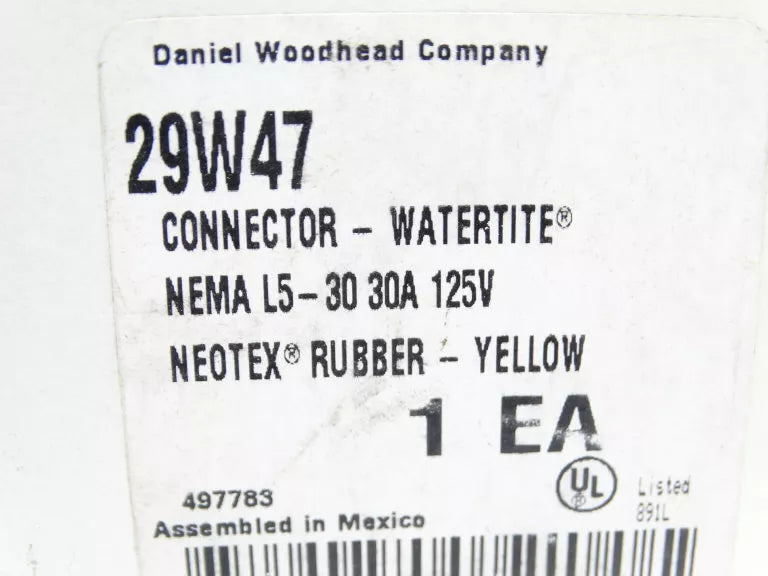 Daniel Woodhead Company
29W47
CONNECTOR - WATERTITE®
NEMA L5-30 30A 125V
NEOTEX® RUBBER - YELLOW
1 EA
UL® Listed
891L
497783
Assembled in Mexico